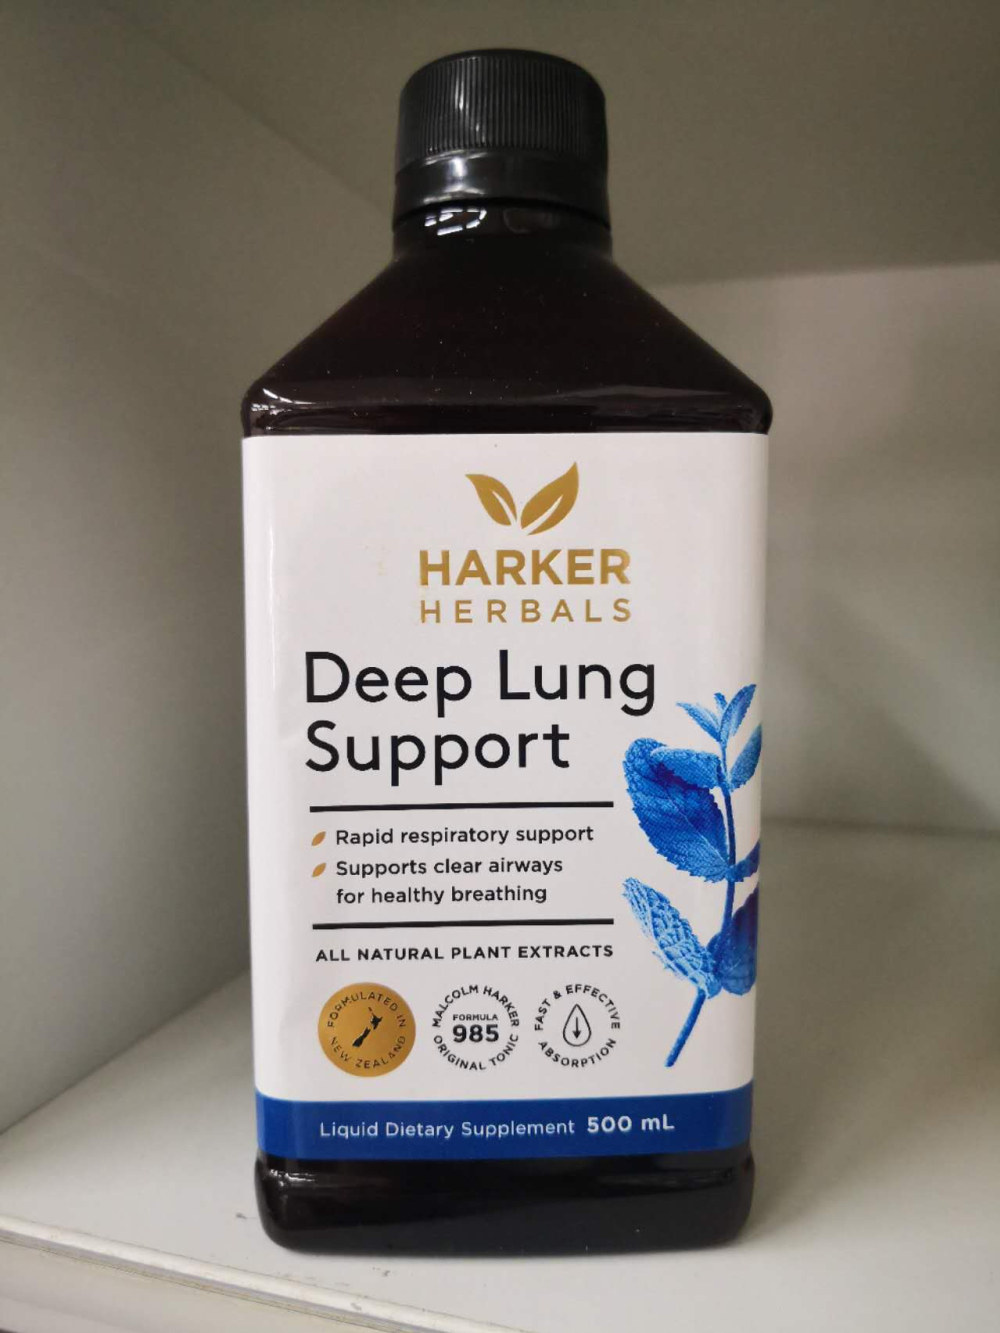 HARKER
HERBALS
Deep Lung
Support
Rapid respiratory support
Supports clear airways
for healthy breathing
ALL NATURAL PLANT EXTRACTS
FORMULATED IN
NEW ZEALAND
MALCOLM HARKER
FORMULA
985
ORIGINAL TONIC
FAST & EFFECTIVE
ABSORPTION
Liquid Dietary Supplement 500 mL